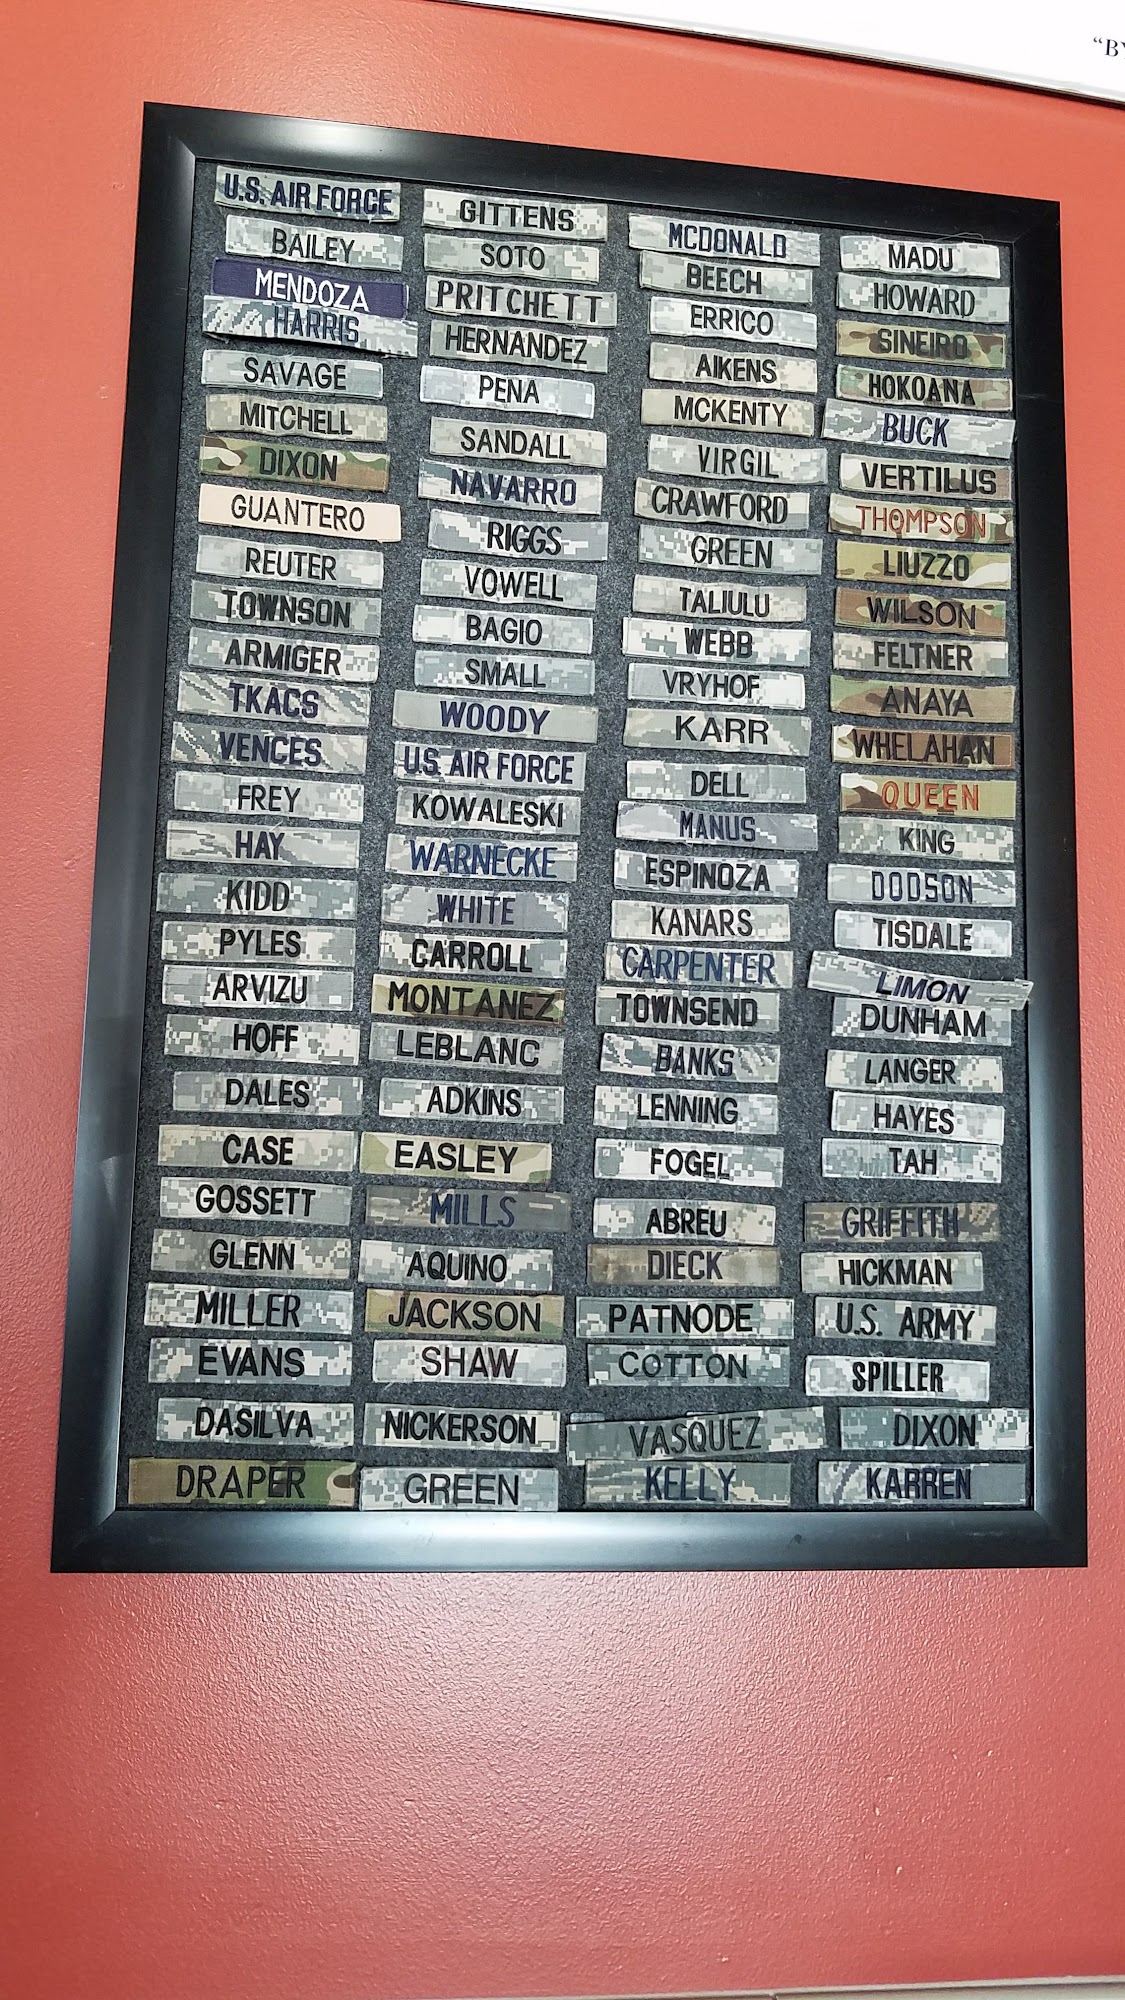 "BY
U.S. AIR FORCE
BAILEY
MENDOZA
HARRIS
SAVAGE
MITCHELL
DIXON
GUANTERO
REUTER
TOWNSON
ARMIGER
TKACS
VENCES
FREY
HAY
KIDD
PYLES
ARVIZU
HOFF
DALES
CASE
GOSSETT
GLENN
MILLER
EVANS
DASILVA
DRAPER
GITTENS
SOTO
PRITCHETT
HERNANDEZ
PENA
SANDALL
NAVARRO
RIGGS
VOWELL
BAGIO
SMALL
WOODY
U.S. AIR FORCE
KOWALESKI
WARNECKE
WHITE
CARROLL
MONTANEZ
LEBLANC
ADKINS
EASLEY
MILLS
AQUINO
JACKSON
SHAW
NICKERSON
GREEN
MCDONALD
BEECH
ERRICO
AIKENS
MCKENTY
VIRGIL
CRAWFORD
GREEN
TALIULU
WEBB
VRYHOF
KARR
DELL
MANUS
ESPINOZA
KANARS
CARPENTER
TOWNSEND
BANKS
LENNING
FOGEL
ABREU
DIECK
PATNODE
COTTON
VASQUEZ
KELLY
MADU
HOWARD
SINEIRO
HOKOANA
BUCK
VERTILUS
THOMPSON
LIUZZO
WILSON
FELTNER
ANAYA
WHELAHAN
QUEEN
KING
DODSON
TISDALE
LIMON
DUNHAM
LANGER
HAYES
TAH
GRIFFITH
HICKMAN
U.S. ARMY
SPILLER
DIXON
KARREN